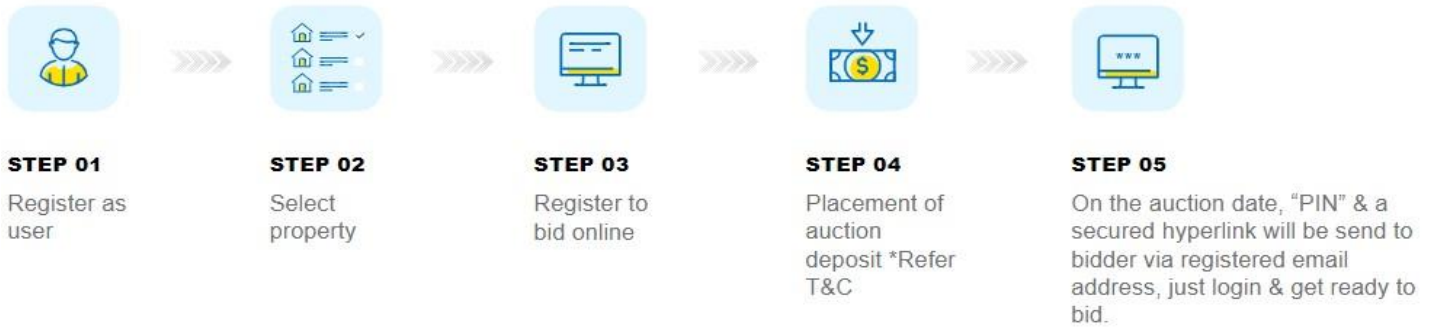 www
STEP 01
Register as
user
STEP 02
Select
property
STEP 03
Register to
bid online
STEP 04
Placement of
auction
deposit *Refer
T&C
STEP 05
On the auction date, “PIN” & a
secured hyperlink will be send to
bidder via registered email
address, just login & get ready to
bid.